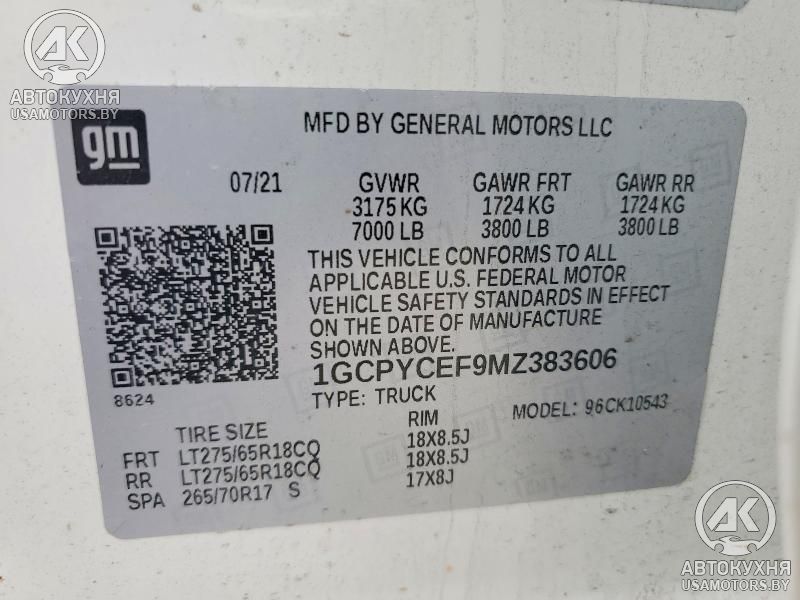 AK
АВТОКУХНЯ
USAMOTORS.BY
gm
MFD BY GENERAL MOTORS LLC
07/21 GVWR GAWR FRT GAWR RR
3175 KG 1724 KG 1724 KG
7000 LB 3800 LB 3800 LB
THIS VEHICLE CONFORMS TO ALL
APPLICABLE U.S. FEDERAL MOTOR
VEHICLE SAFETY STANDARDS IN EFFECT
ON THE DATE OF MANUFACTURE
SHOWN ABOVE.
1GCPYCEF9MZ383606
8624
TYPE: TRUCK MODEL: 96CK10543
TIRE SIZE RIM
FRT LT275/65R18CQ 18X8.5J
RR LT275/65R18CQ 18X8.5J
SPA 265/70R17 S 17X8J
gm
AK
АВТОКУХНЯ
USAMOTORS.BY